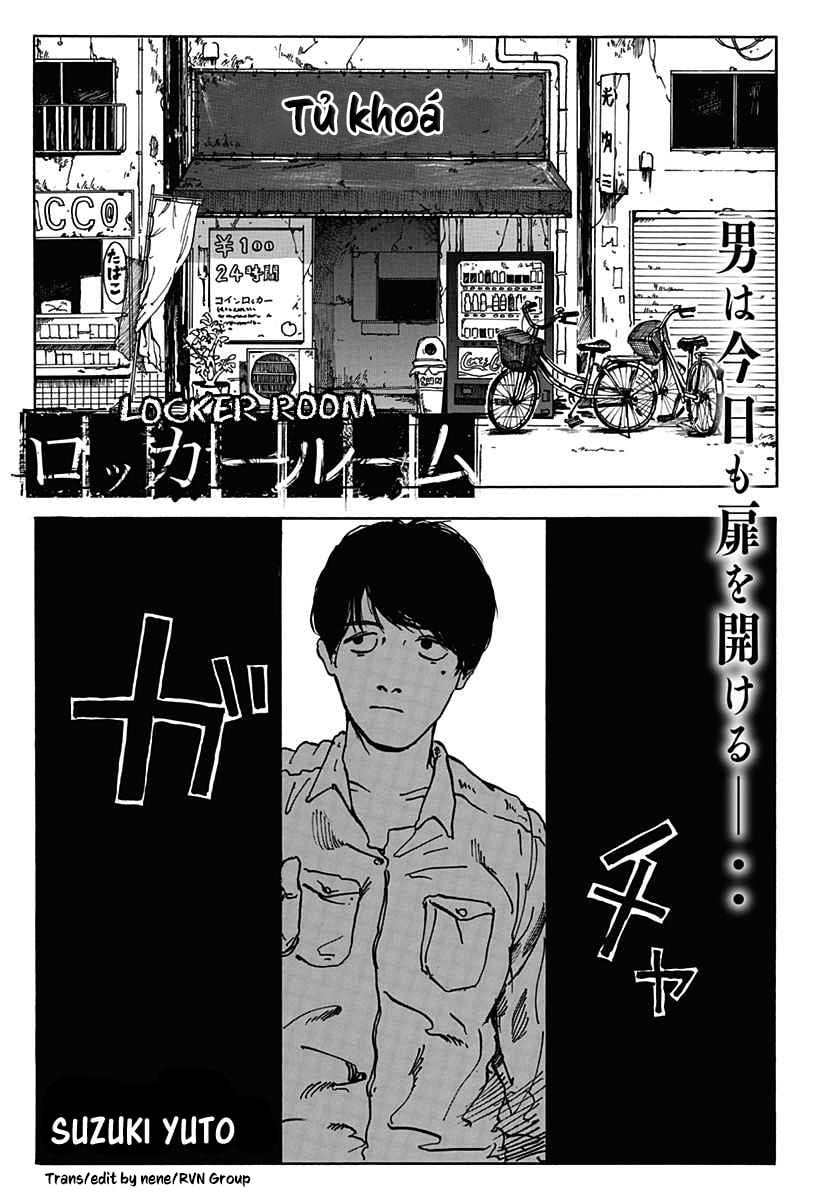 Tủ khoá
ACCO
たばこ
¥100
24時間
コインロッカー
LOCKER ROOM
ロッカールーム
男は今日も扉を開ける——・・
ガ
チャ
SUZUKI YUTO
Trans/edit by nene/RVN Group